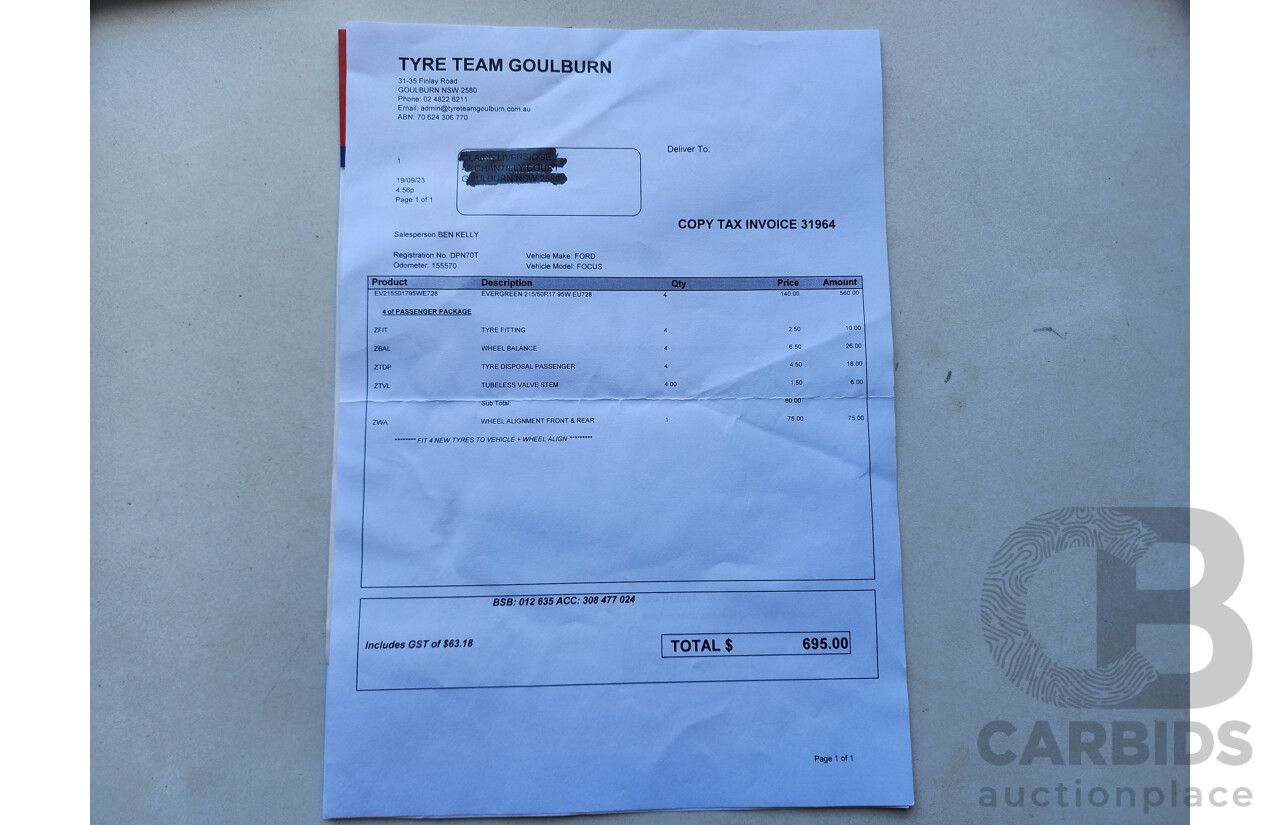 TYRE TEAM GOULBURN
31-35 Finlay Road
GOULBURN NSW 2580
Phone: 02 4822 6211
Email: admin@tyreteamgoulburn.com.au
ABN: 70 624 306 770
Deliver To:
1
19/09/23
4:56p
Page 1 of 1
COPY TAX INVOICE 31964
Salesperson BEN KELLY
Registration No. DPN70T Vehicle Make: FORD
Odometer: 155570 Vehicle Model: FOCUS
Product Description Qty Price Amount
EV215501795WE728 EVERGREEN 215/50R17 95W EU728 4 140.00 560.00
4 of PASSENGER PACKAGE
ZFIT TYRE FITTING 4 2.50 10.00
ZBAL WHEEL BALANCE 4 6.50 26.00
ZTDP TYRE DISPOSAL PASSENGER 4 4.50 18.00
ZTVL TUBELESS VALVE STEM 4.00 1.50 6.00
Sub Total 60.00
ZWA WHEEL ALIGNMENT FRONT & REAR 1 75.00 75.00
******** FIT 4 NEW TYRES TO VEHICLE + WHEEL ALIGN *********
BSB: 012 635 ACC: 308 477 024
Includes GST of $63.18
TOTAL $ 695.00
Page 1 of 1
CB
CARBIDS
auctionplace